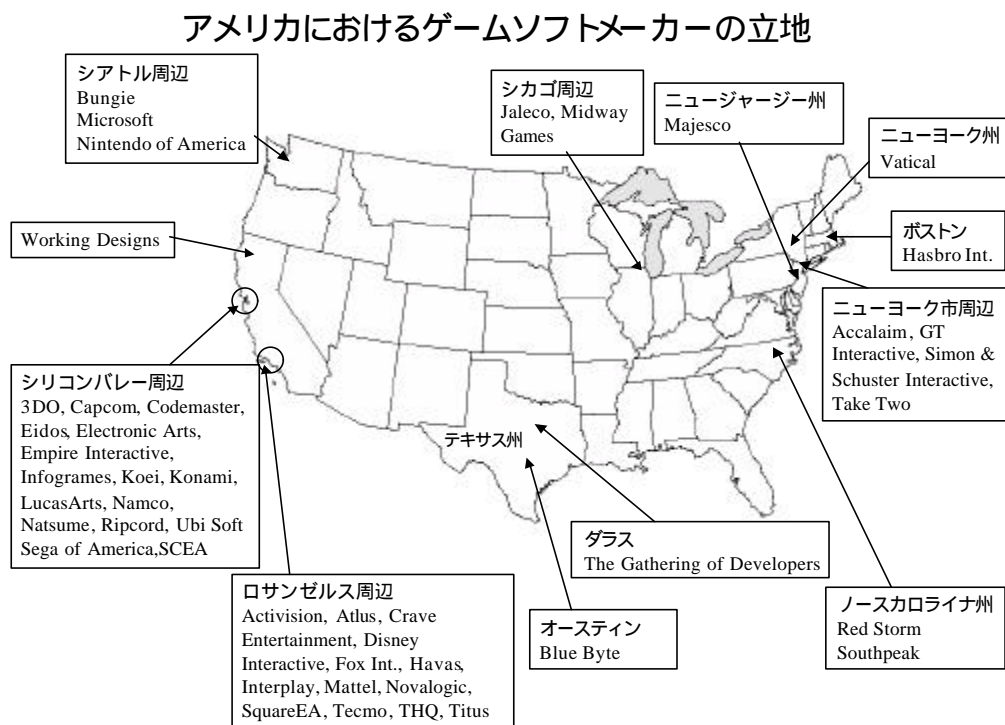 アメリカにおけるゲームソフトメーカーの立地
シアトル周辺
Bungie
Microsoft
Nintendo of America
シカゴ周辺
Jaleco, Midway
Games
ニュージャージー州
Majesco
ニューヨーク州
Vatical
Working Designs
ボストン
Hasbro Int.
ニューヨーク市周辺
Accalaim, GT
Interactive, Simon &
Schuster Interactive,
Take Two
シリコンバレー周辺
3DO, Capcom, Codemaster,
Eidos, Electronic Arts,
Empire Interactive,
Infogrames, Koei, Konami,
LucasArts, Namco,
Natsume, Ripcord, Ubi Soft
Sega of America,SCEA
テキサス州
ダラス
The Gathering of Developers
ロサンゼルス周辺
Activision, Atlus, Crave
Entertainment, Disney
Interactive, Fox Int., Havas,
Interplay, Mattel, Novalogic,
SquareEA, Tecmo, THQ, Titus
オースティン
Blue Byte
ノースカロライナ州
Red Storm
Southpeak